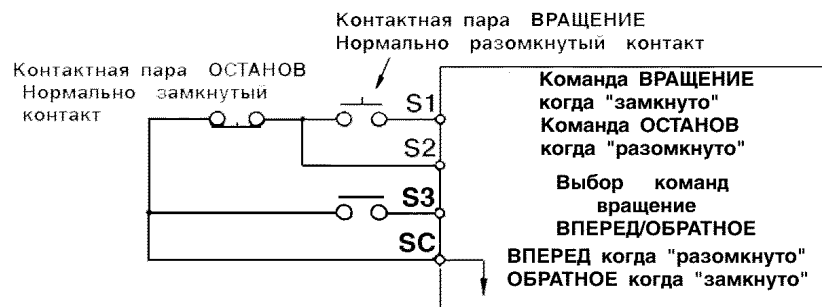 Контактная пара ВРАЩЕНИЕ
Нормально разомкнутый контакт
Контактная пара ОСТАНОВ
Нормально замкнутый
контакт
S1
S2
S3
SC
Команда ВРАЩЕНИЕ
когда "замкнуто"
Команда ОСТАНОВ
когда "разомкнуто"
Выбор команд
вращение
ВПЕРЕД/ОБРАТНОЕ
ВПЕРЕД когда "разомкнуто"
ОБРАТНОЕ когда "замкнуто"